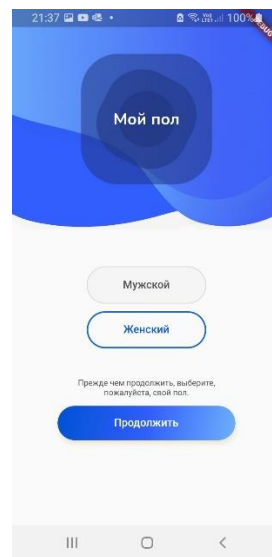 21:37
100%
Мой пол
Мужской
Женский
Прежде чем продолжить, выберите,
пожалуйста, свой пол.
Продолжить